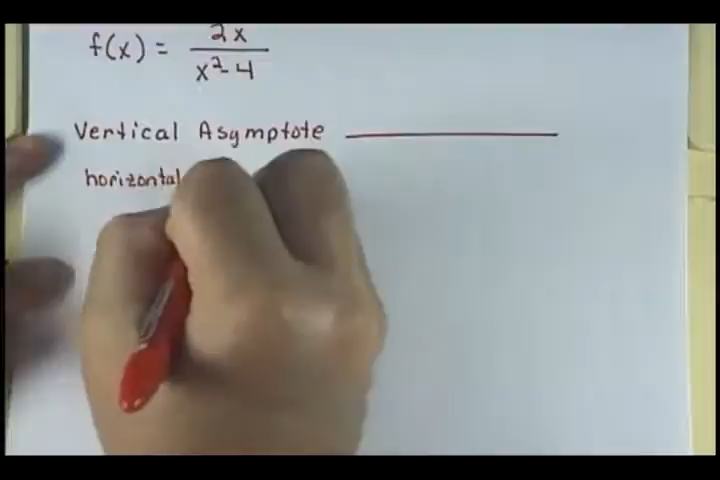 f(x) = 2x / x² - 4
Vertical Asymptote
horizontal